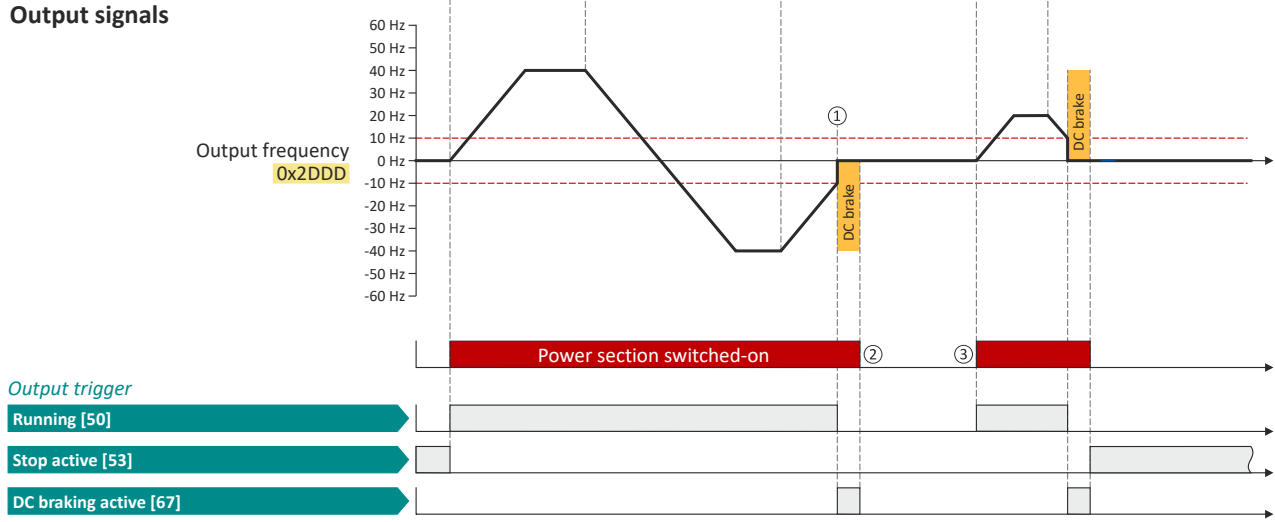 Output signals
60 Hz
50 Hz
40 Hz
30 Hz
20 Hz
10 Hz
0 Hz
-10 Hz
-20 Hz
-30 Hz
-40 Hz
-50 Hz
-60 Hz
Output frequency
0x2DDD
①
DC brake
DC brake
Power section switched-on
②
③
Output trigger
Running [50]
Stop active [53]
DC braking active [67]